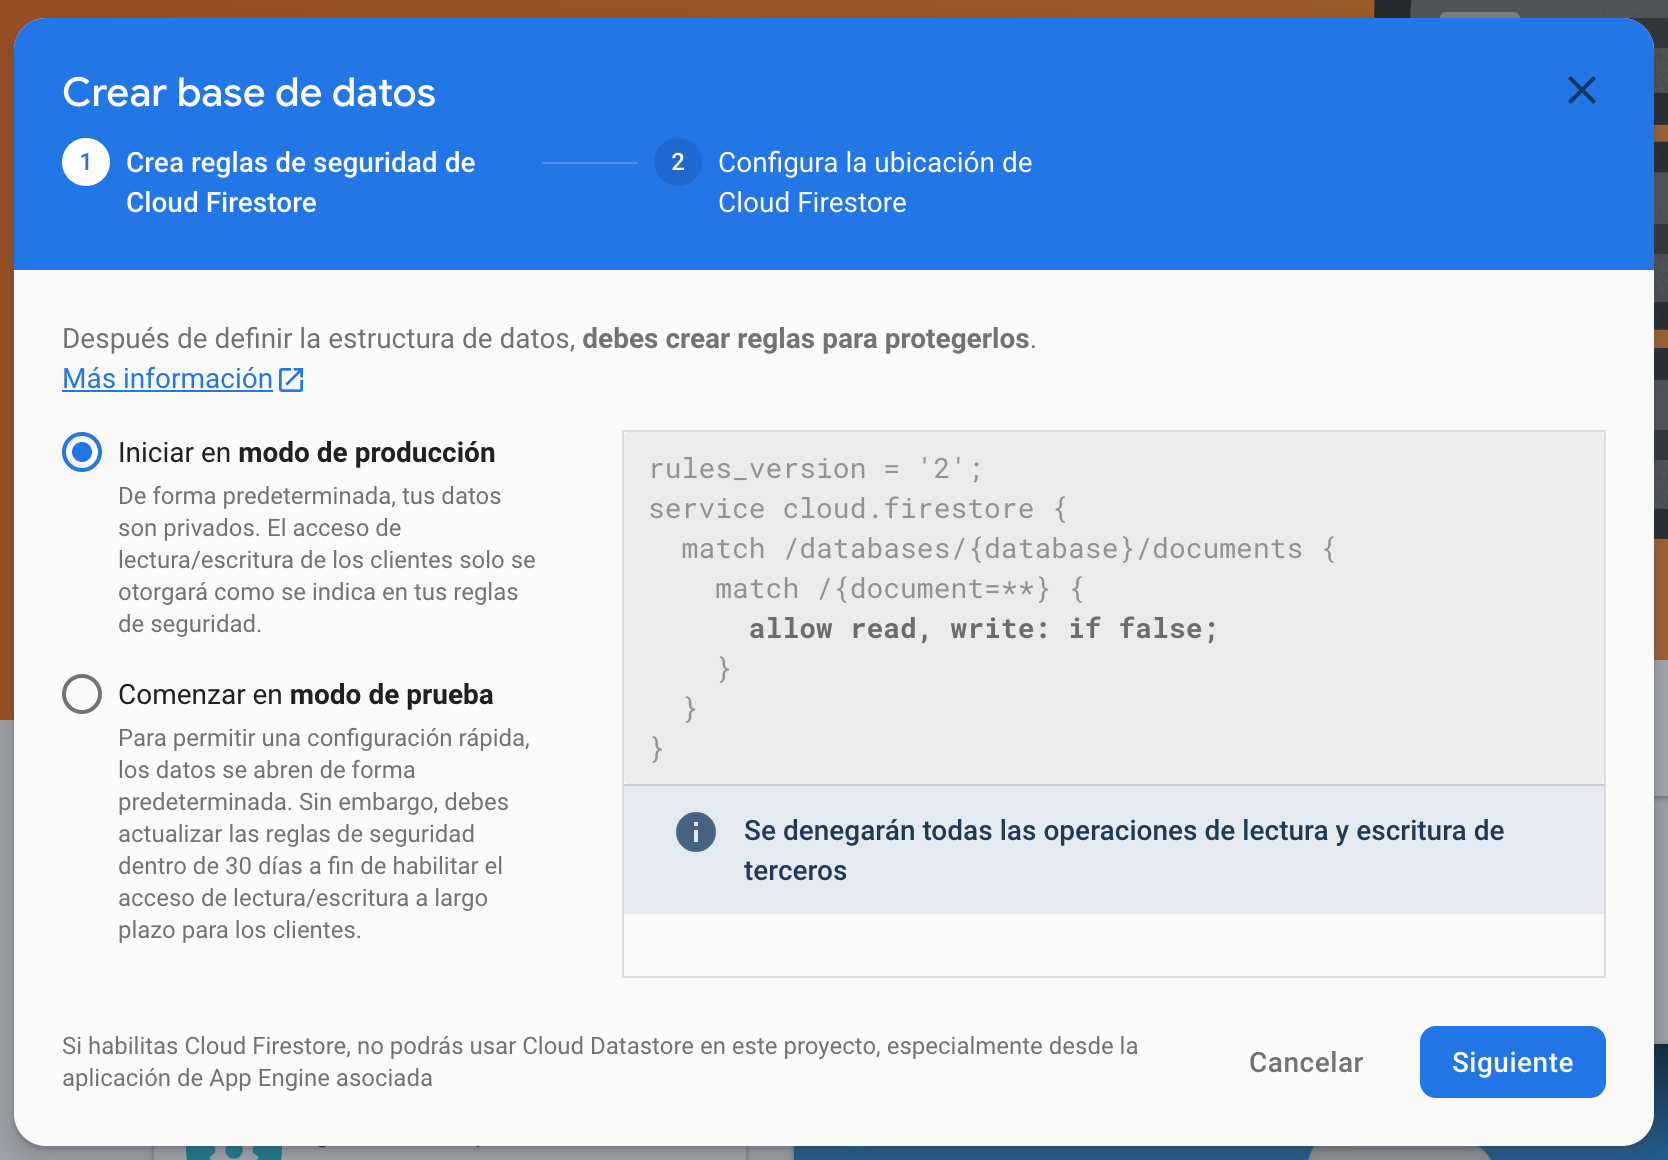 Crear base de datos
1 Crea reglas de seguridad de
Cloud Firestore
2 Configura la ubicación de
Cloud Firestore
Después de definir la estructura de datos, debes crear reglas para protegerlos.
Más información
Iniciar en modo de producción
De forma predeterminada, tus datos
son privados. El acceso de
lectura/escritura de los clientes solo se
otorgará como se indica en tus reglas
de seguridad.
Comenzar en modo de prueba
Para permitir una configuración rápida,
los datos se abren de forma
predeterminada. Sin embargo, debes
actualizar las reglas de seguridad
dentro de 30 días a fin de habilitar el
acceso de lectura/escritura a largo
plazo para los clientes.
rules_version = '2';
service cloud.firestore {
  match /databases/{database}/documents {
    match /{document=**} {
      allow read, write: if false;
    }
  }
}
Se denegarán todas las operaciones de lectura y escritura de
terceros
Si habilitas Cloud Firestore, no podrás usar Cloud Datastore en este proyecto, especialmente desde la
aplicación de App Engine asociada
Cancelar
Siguiente